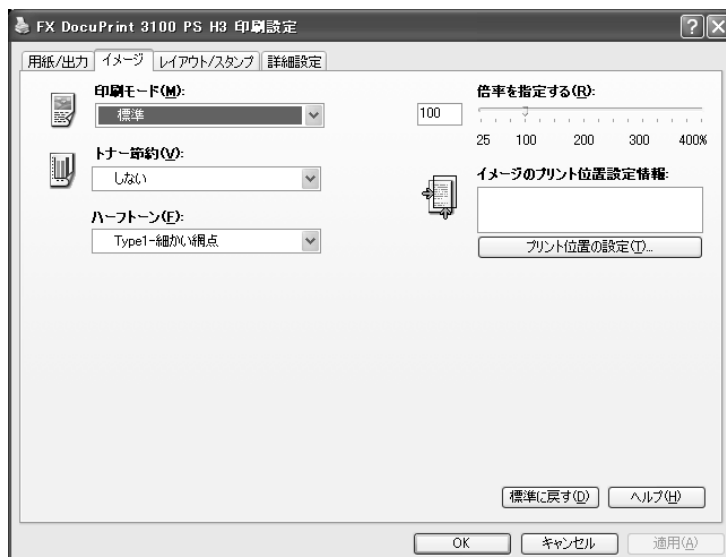 FX DocuPrint 3100 PS H3 印刷設定
用紙/出力 イメージ レイアウト/スタンプ 詳細設定
印刷モード(M):
標準
トナー節約(V):
しない
ハーフトーン(F):
Type1-細かい網点
倍率を指定する(R):
100
25 100 200 300 400%
イメージのプリント位置設定情報:
プリント位置の設定(T)...
標準に戻す(D) ヘルプ(H)
OK キャンセル 適用(A)